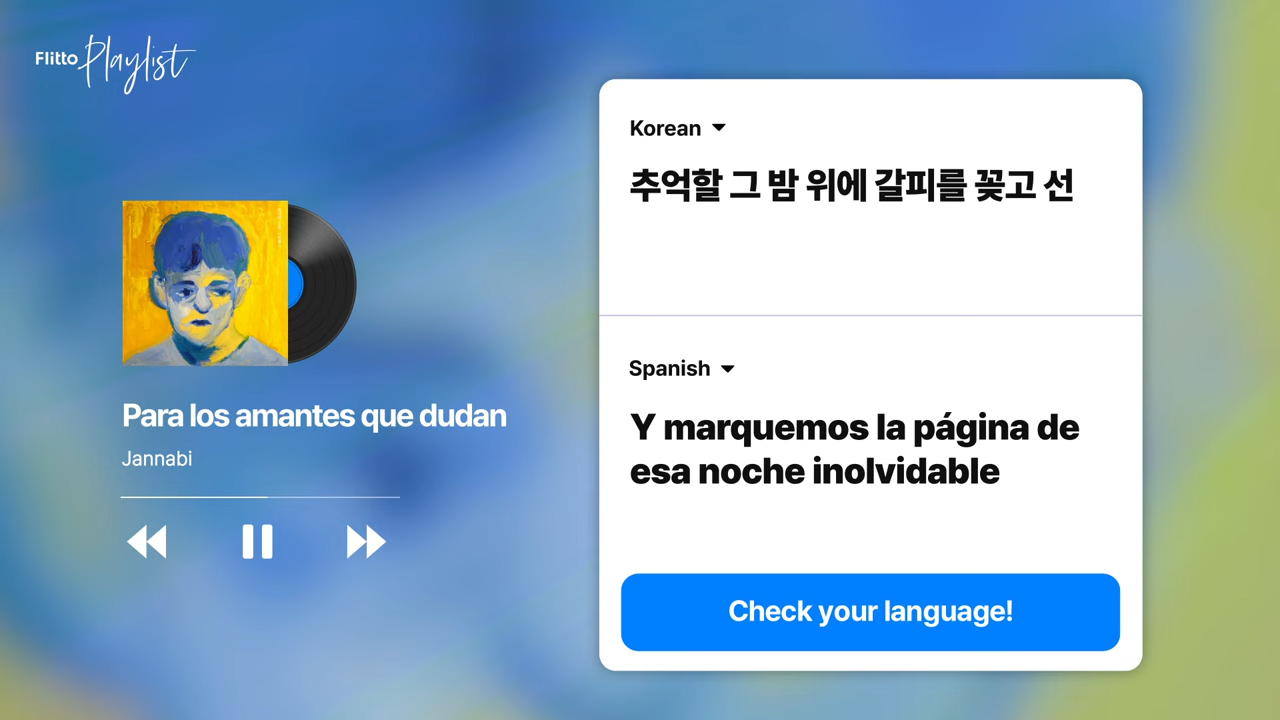 Flitto Playlist
Para los amantes que dudan
Jannabi
Korean
추억할 그 밤 위에 갈피를 꽂고 선
Spanish
Y marquemos la página de
esa noche inolvidable
Check your language!